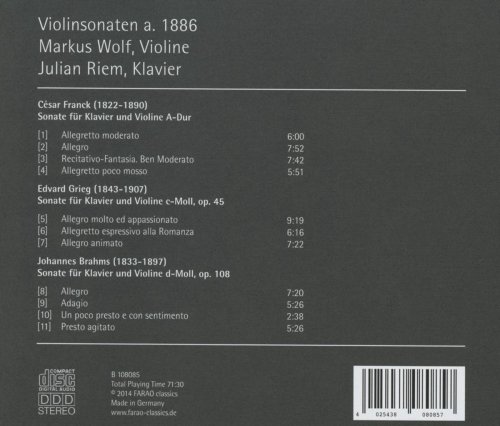 Violinsonaten a. 1886
Markus Wolf, Violine
Julian Riem, Klavier
César Franck (1822-1890)
Sonate für Klavier und Violine A-Dur
[1] Allegretto moderato 6:00
[2] Allegro 7:52
[3] Recitativo-Fantasia. Ben Moderato 7:42
[4] Allegretto poco mosso 5:51
Edvard Grieg (1843-1907)
Sonate für Klavier und Violine c-Moll, op. 45
[5] Allegro molto ed appassionato 9:19
[6] Allegretto espressivo alla Romanza 6:16
[7] Allegro animato 7:22
Johannes Brahms (1833-1897)
Sonate für Klavier und Violine d-Moll, op. 108
[8] Allegro 7:20
[9] Adagio 5:26
[10] Un poco presto e con sentimento 2:38
[11] Presto agitato 5:26
COMPACT
disc
DIGITAL AUDIO
DDD
STEREO
B 108085
Total Playing Time 71:30
© 2014 FARAO classics
Made in Germany
www.farao-classics.de
4 025438 080857